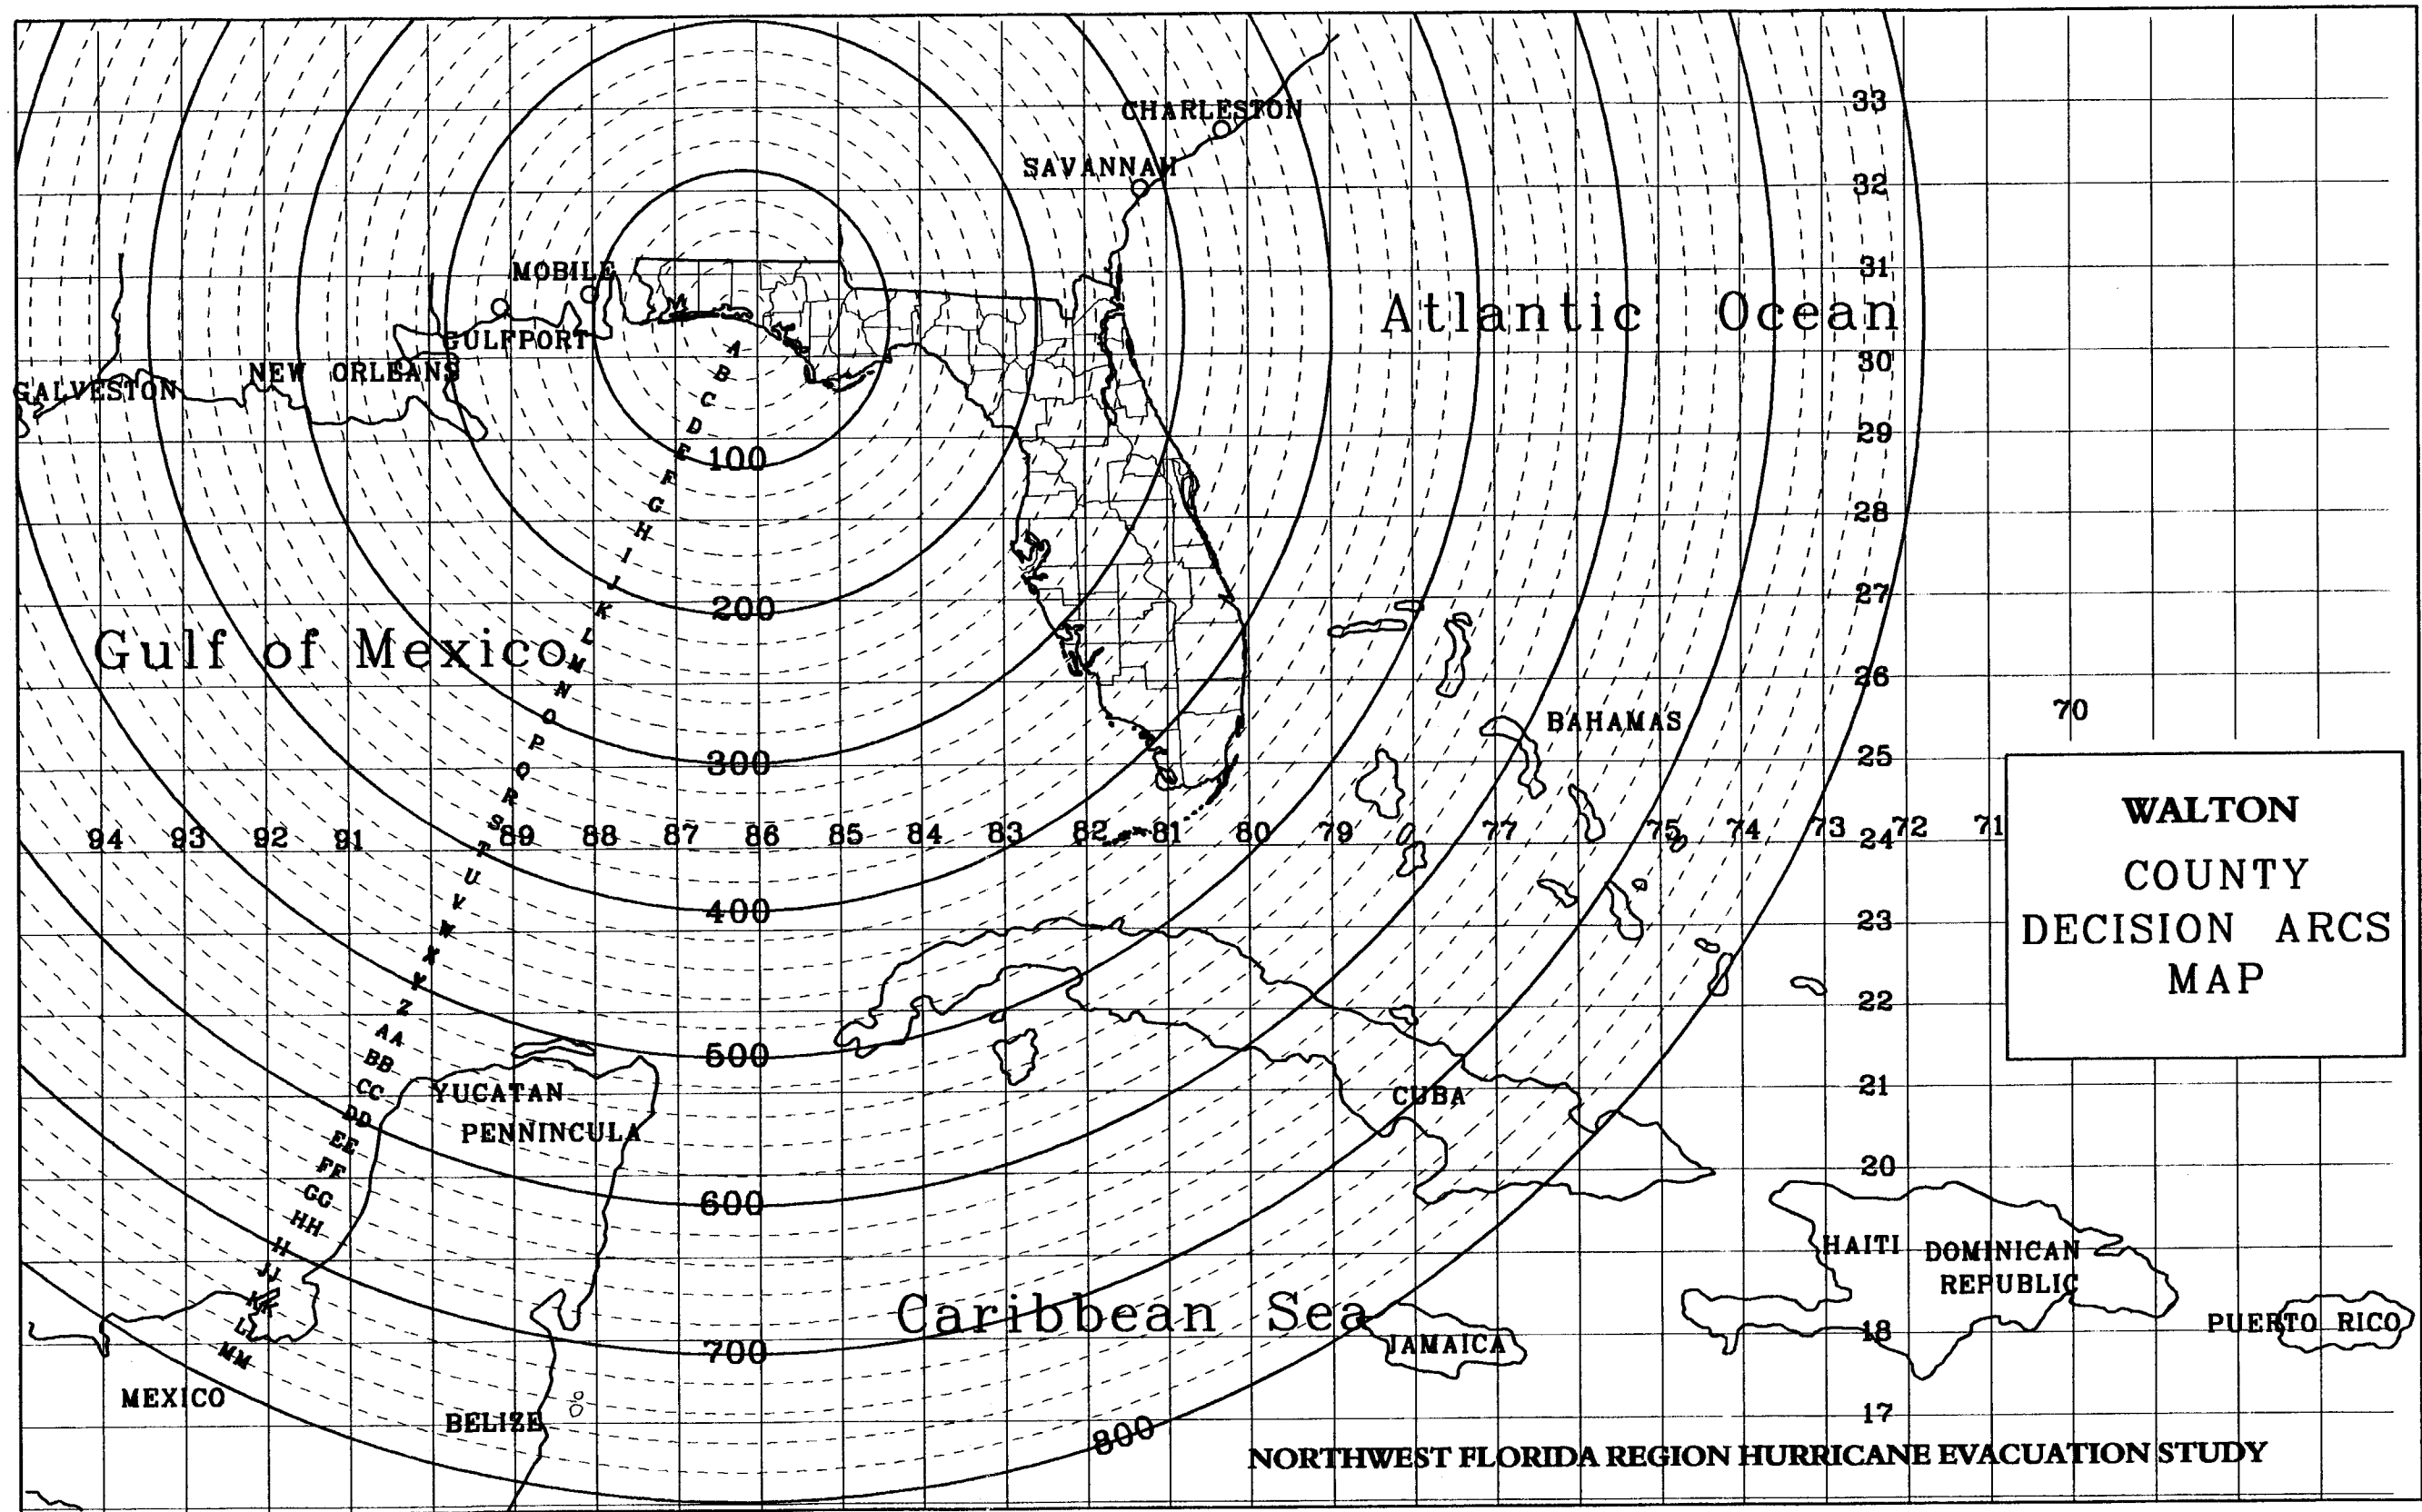 CHARLESTON
33
SAVANNAH
32
MOBILE
31
Atlantic Ocean
GULFPORT
30
NEW ORLEANS
GALVESTON
A
B
C
D
E
100
29
F
G
28
H
I
J
K
200
27
L
Gulf of Mexico
M
26
N
O
70
BAHAMAS
P
300
25
Q
R
S
94 93 92 91 89 88 87 86 85 84 83 82 81 80 79 77 75 74 73 24 72 71
T
U
V
400
23
W
X
Y
Z
22
AA
BB
500
CC
YUCATAN
21
CUBA
DD
PENNINCULA
EE
FF
20
GG
600
HH
II
HAITI
DOMINICAN
REPUBLIC
JJ
KK
Caribbean Sea
LL
18
PUERTO RICO
MM
700
JAMAICA
MEXICO
BELIZE
17
800
WALTON
COUNTY
DECISION ARCS
MAP
NORTHWEST FLORIDA REGION HURRICANE EVACUATION STUDY